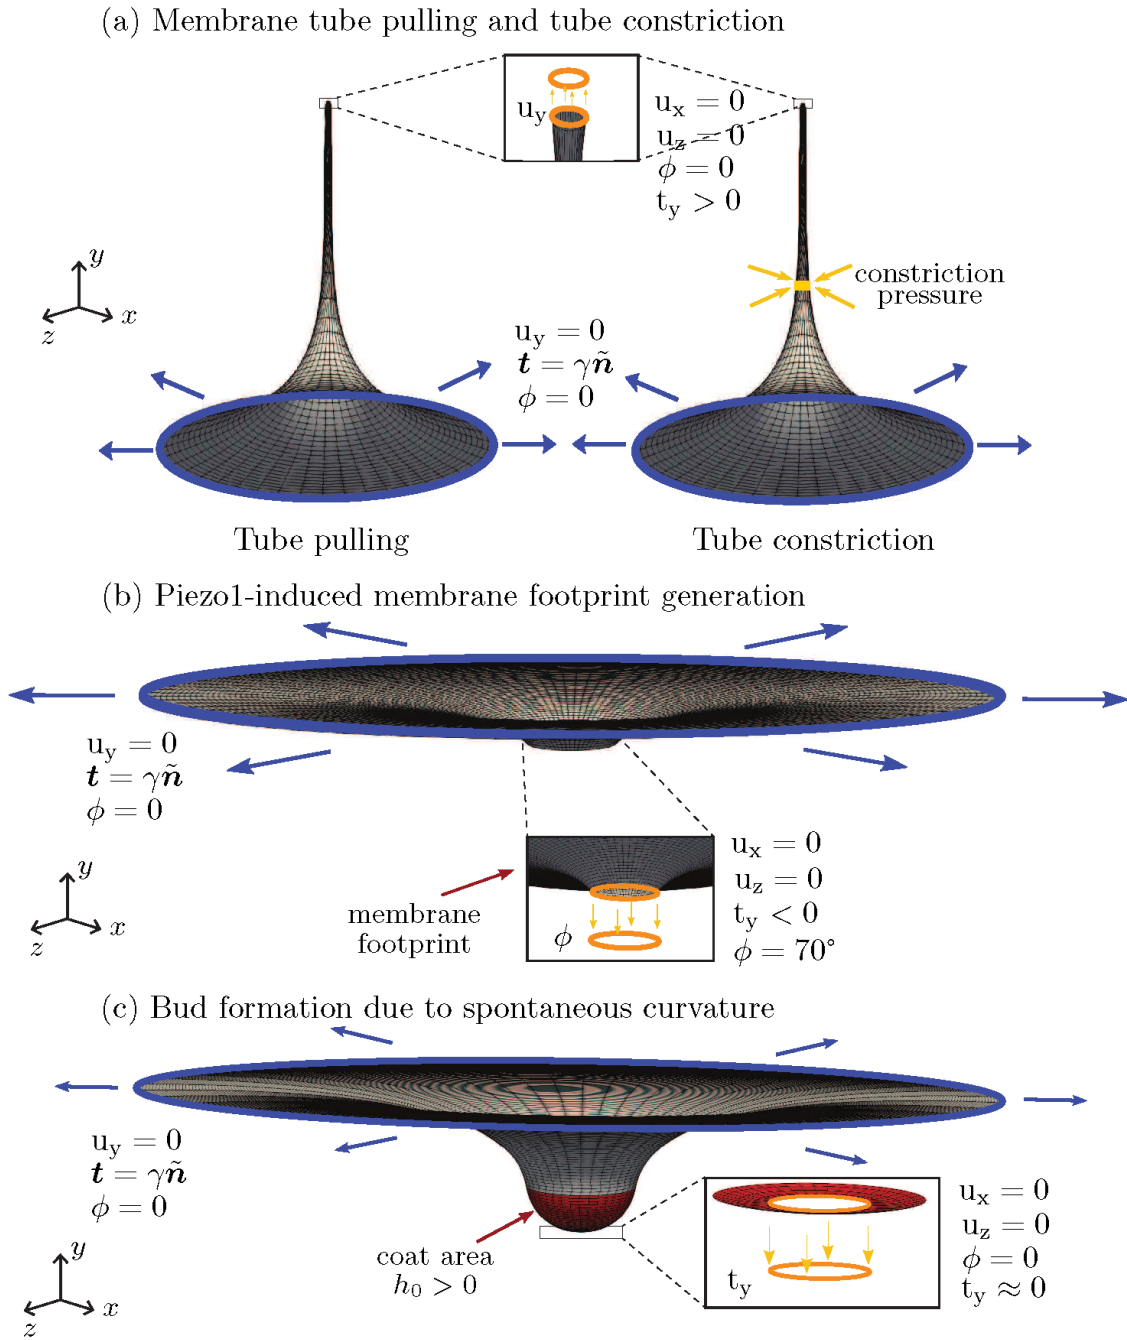 (a) Membrane tube pulling and tube constriction
u_y
u_x = 0
u_z = 0
ϕ = 0
t_y > 0
y
x
z
constriction
pressure
u_y = 0
t = γñ
ϕ = 0
Tube pulling
Tube constriction
(b) Piezo1-induced membrane footprint generation
u_y = 0
t = γñ
ϕ = 0
y
x
z
membrane
footprint
ϕ
u_x = 0
u_z = 0
t_y < 0
ϕ = 70°
(c) Bud formation due to spontaneous curvature
u_y = 0
t = γñ
ϕ = 0
y
x
z
coat area
h₀ > 0
t_y
u_x = 0
u_z = 0
ϕ = 0
t_y ≈ 0